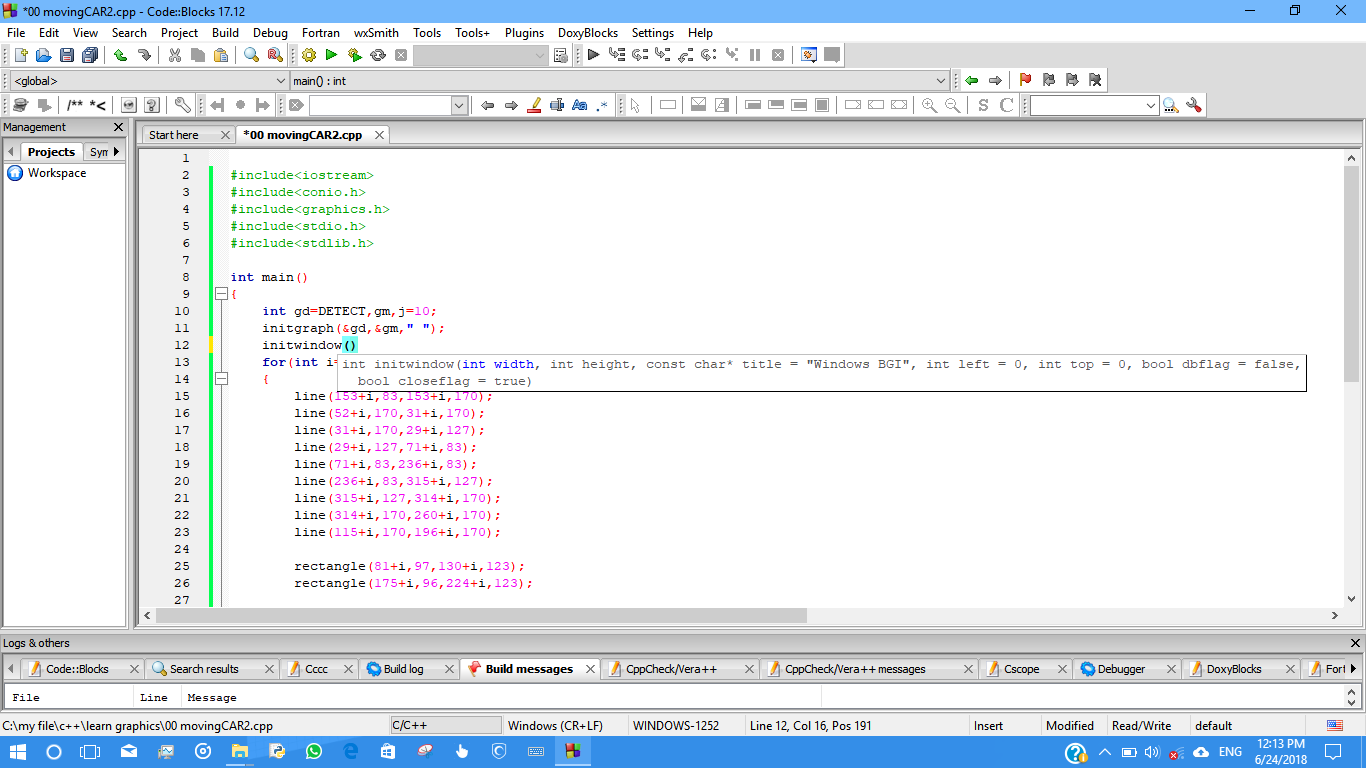 *00 movingCAR2.cpp - Code::Blocks 17.12
File Edit View Search Project Build Debug Fortran wxSmith Tools Tools+ Plugins DoxyBlocks Settings Help
<global> main() : int
/** *< Aa .* S C
Management
Projects Syn
Workspace
Start here *00 movingCAR2.cpp
1
2 #include<iostream>
3 #include<conio.h>
4 #include<graphics.h>
5 #include<stdio.h>
6 #include<stdlib.h>
7
8 int main()
9 {
10 int gd=DETECT,gm,j=10;
11 initgraph(&gd,&gm," ");
12 initwindow()
13 for(int i=
int initwindow(int width, int height, const char* title = "Windows BGI", int left = 0, int top = 0, bool dbflag = false,
bool closeflag = true)
14 {
15 line(153+i,83,153+i,170);
16 line(52+i,170,31+i,170);
17 line(31+i,170,29+i,127);
18 line(29+i,127,71+i,83);
19 line(71+i,83,236+i,83);
20 line(236+i,83,315+i,127);
21 line(315+i,127,314+i,170);
22 line(314+i,170,260+i,170);
23 line(115+i,170,196+i,170);
24
25 rectangle(81+i,97,130+i,123);
26 rectangle(175+i,96,224+i,123);
27
Logs & others
Code::Blocks Search results Cccc Build log Build messages CppCheck/Vera++ CppCheck/Vera++ messages Cscope Debugger DoxyBlocks Fort
File Line Message
C:\my file\c++\learn graphics\00 movingCAR2.cpp C/C++ Windows (CR+LF) WINDOWS-1252 Line 12, Col 16, Pos 191 Insert Modified Read/Write default
ENG 12:13 PM
6/24/2018